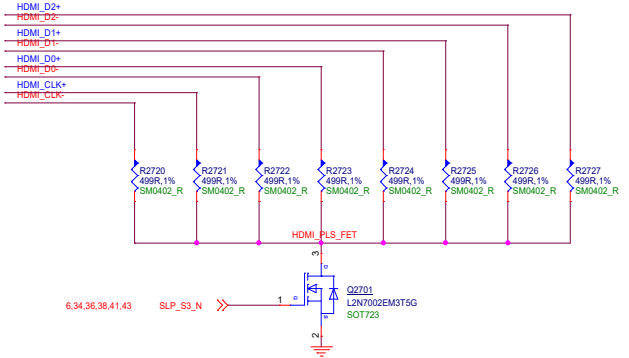 HDMI_D2+
HDMI_D2-
HDMI_D1+
HDMI_D1-
HDMI_D0+
HDMI_D0-
HDMI_CLK+
HDMI_CLK-
R2720 R2721 R2722 R2723 R2724 R2725 R2726 R2727
499R,1% 499R,1% 499R,1% 499R,1% 499R,1% 499R,1% 499R,1% 499R,1%
SM0402_R SM0402_R SM0402_R SM0402_R SM0402_R SM0402_R SM0402_R SM0402_R
HDMI_PLS_FET
3
D
Q2701
1
G
L2N7002EM3T5G
6,34,36,38,41,43 SLP_S3_N
SOT723
S
2